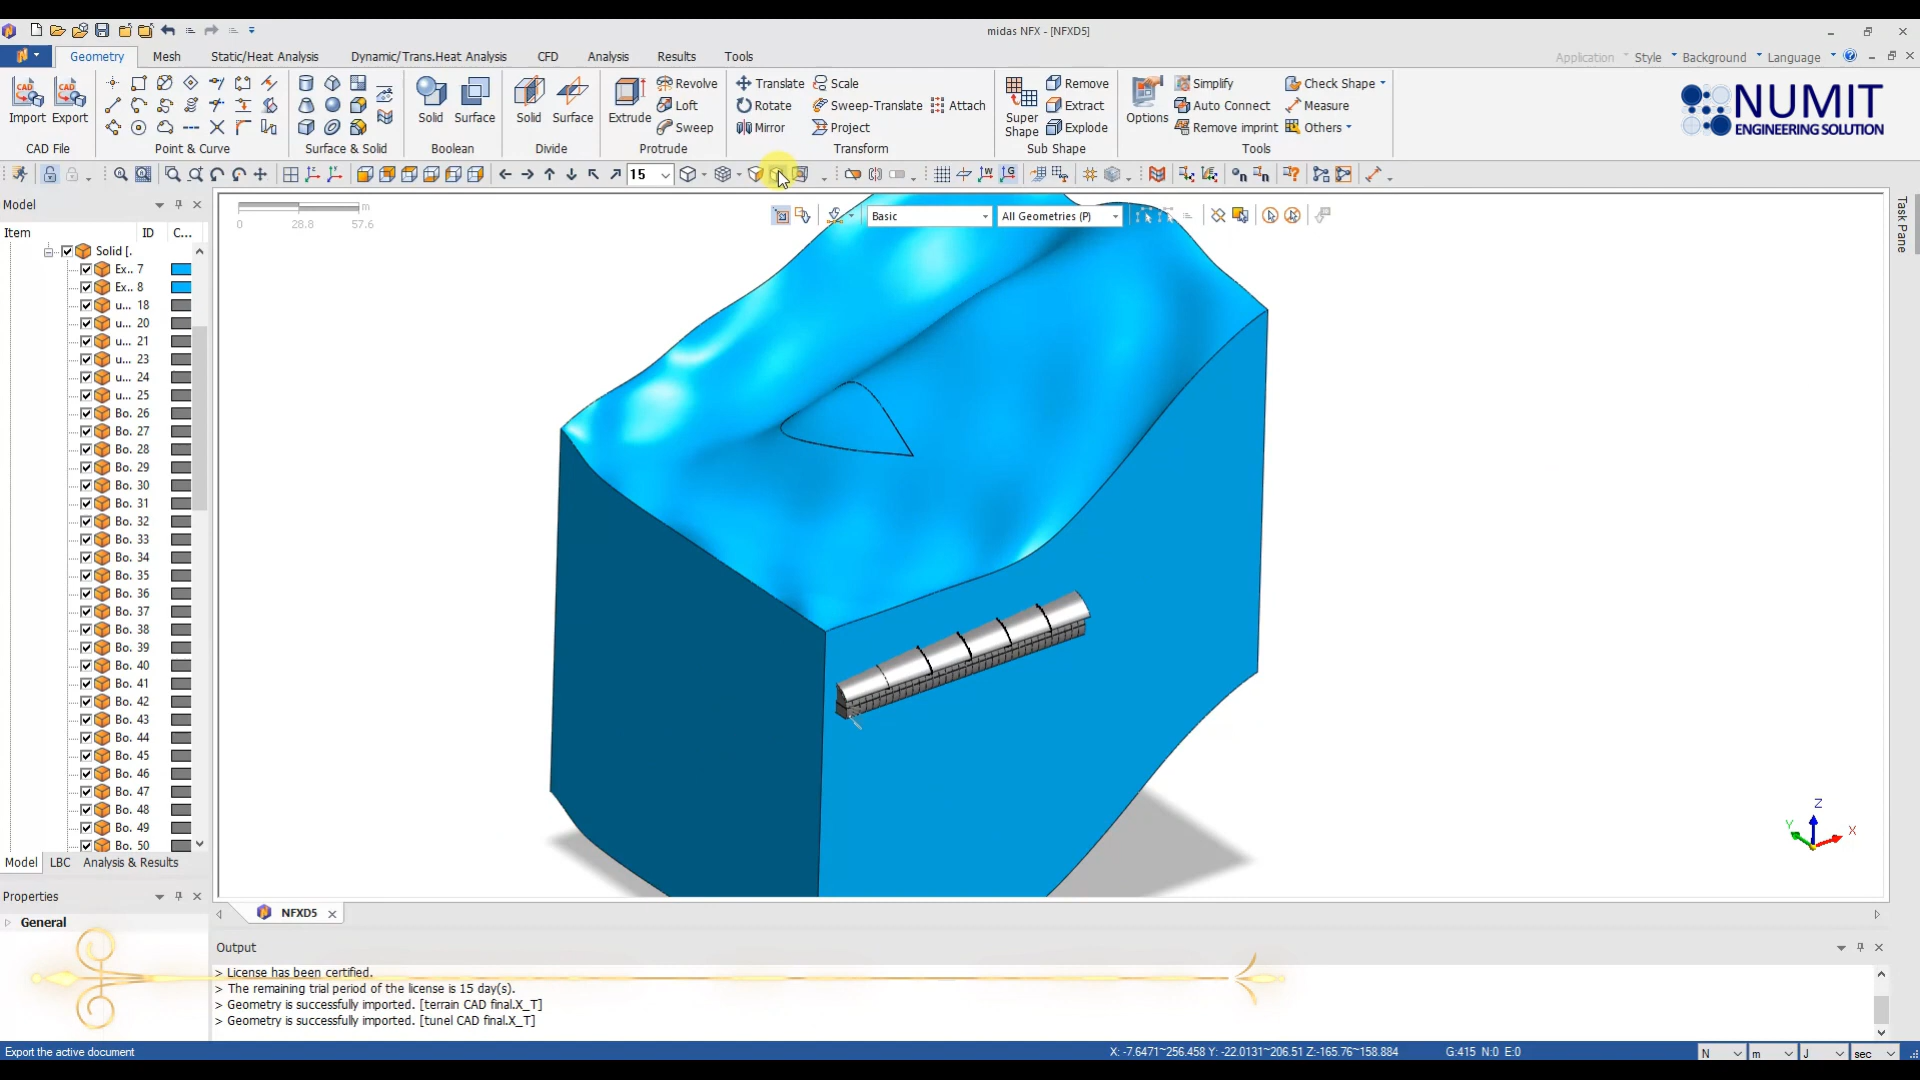 midas NFX - [NFXD5]
Geometry Mesh Static/Heat Analysis Dynamic/Trans.Heat Analysis CFD Analysis Results Tools
Application Style Background Language
Import Export
CAD File
Point & Curve
Surface & Solid
Solid Surface
Boolean
Solid Surface
Divide
Extrude Revolve Loft Sweep
Protrude
Translate Scale
Rotate Sweep-Translate Attach
Mirror Project
Transform
Super Shape Remove Extract Explode
Sub Shape
Options Simplify Check Shape
Auto Connect Measure
Remove imprint Others
Tools
NUMIT
ENGINEERING SOLUTION
15
Model
Item ID C...
Solid [.
Ex.. 7
Ex.. 8
u... 18
u... 20
u... 21
u... 23
u... 24
u... 25
Bo. 26
Bo. 27
Bo. 28
Bo. 29
Bo. 30
Bo. 31
Bo. 32
Bo. 33
Bo. 34
Bo. 35
Bo. 36
Bo. 37
Bo. 38
Bo. 39
Bo. 40
Bo. 41
Bo. 42
Bo. 43
Bo. 44
Bo. 45
Bo. 46
Bo. 47
Bo. 48
Bo. 49
Bo. 50
Model LBC Analysis & Results
Properties
General
m
0 28.8 57.6
Basic All Geometries (P)
Task Pane
Z
Y X
NFXD5
Output
> License has been certified.
> The remaining trial period of the license is 15 day(s).
> Geometry is successfully imported. [terrain CAD final.X_T]
> Geometry is successfully imported. [tunel CAD final.X_T]
Export the active document
X: -7.6471~256.458 Y: -22.0131~206.51 Z:-165.76~158.884 G:415 N:0 E:0
N m J sec